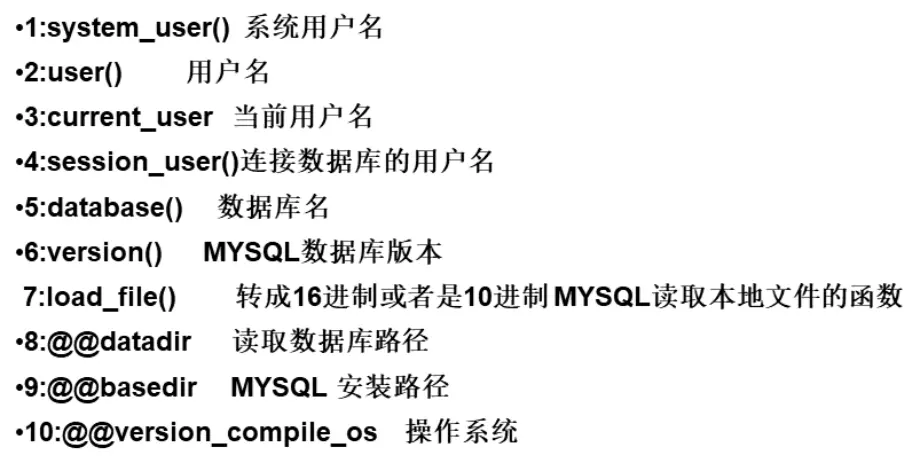 •1:system_user() 系统用户名
•2:user() 用户名
•3:current_user 当前用户名
•4:session_user()连接数据库的用户名
•5:database() 数据库名
•6:version() MYSQL数据库版本
7:load_file() 转成16进制或者是10进制 MYSQL读取本地文件的函数
•8:@@datadir 读取数据库路径
•9:@@basedir MYSQL 安装路径
•10:@@version_compile_os 操作系统